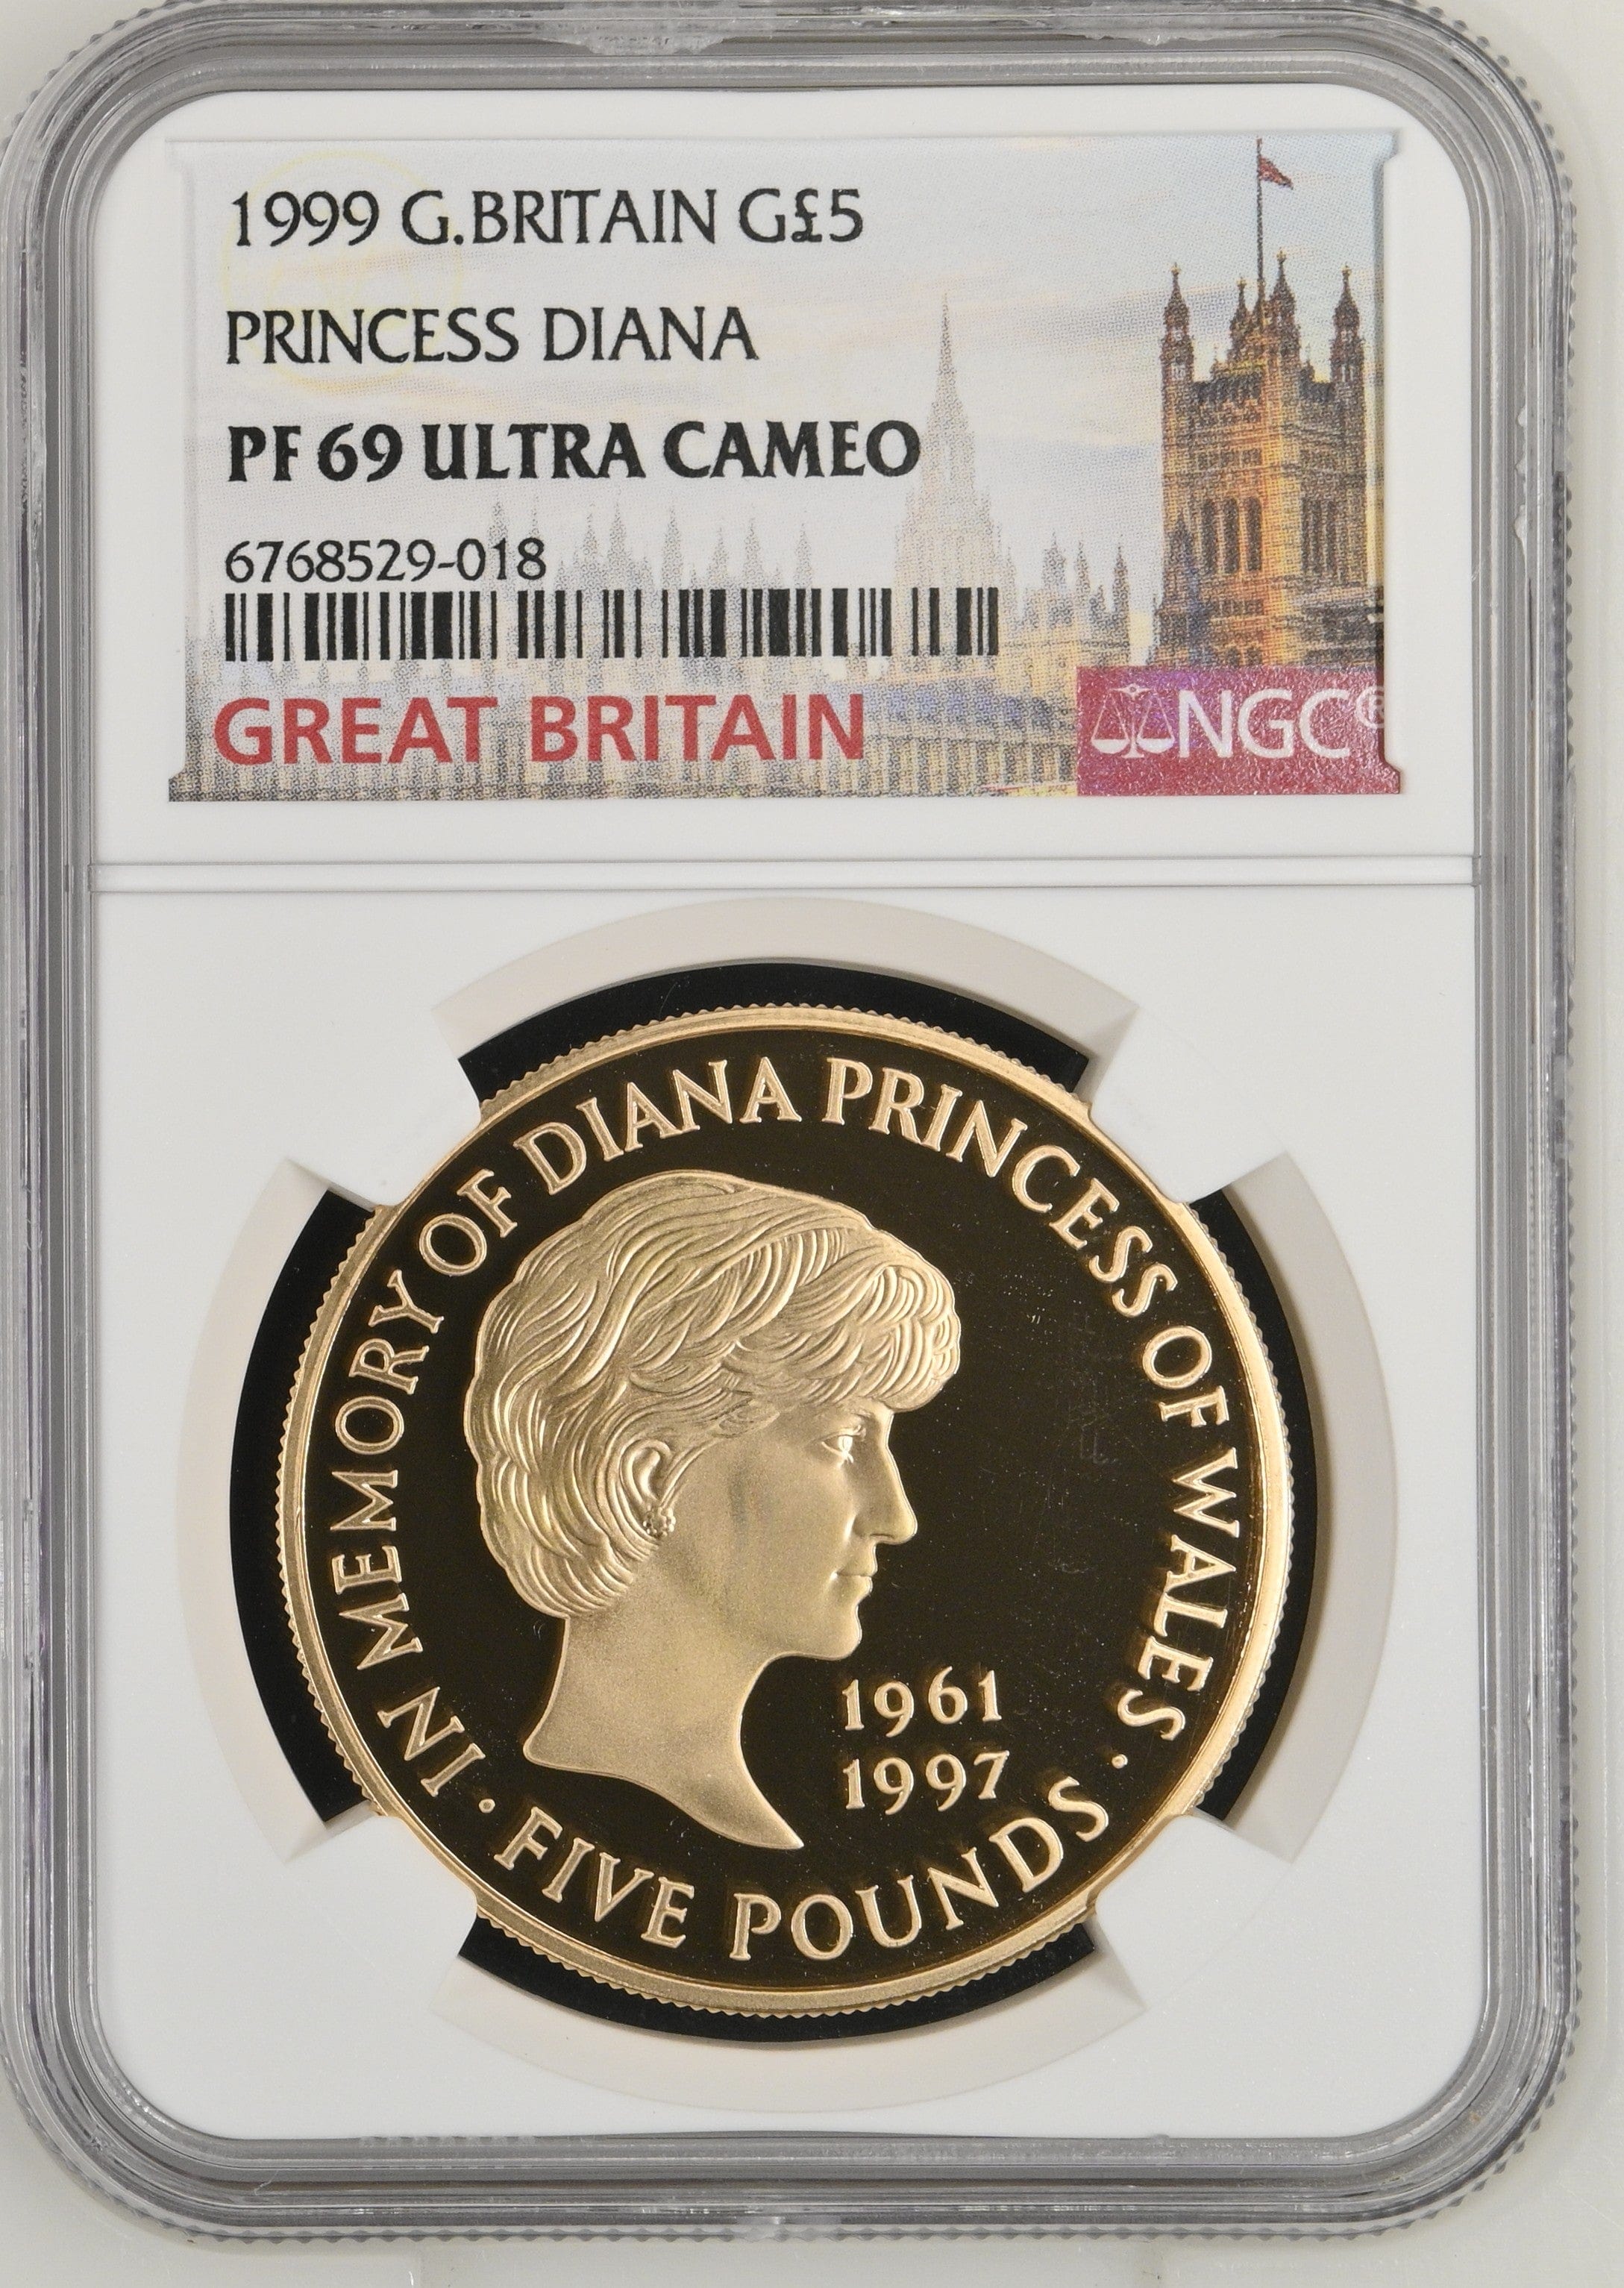 1999 G.BRITAIN G£5
PRINCESS DIANA
PF 69 ULTRA CAMEO
6768529-018
GREAT BRITAIN
NGC®
IN MEMORY OF DIANA PRINCESS OF WALES ·
1961
1997
· FIVE POUNDS